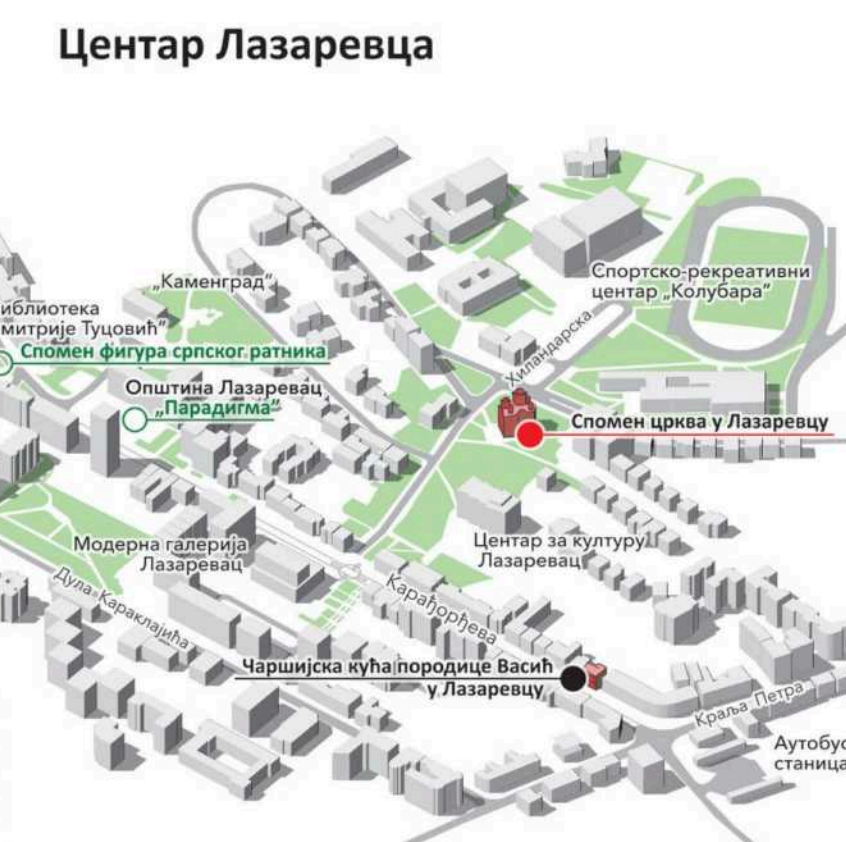 Центар Лазаревца
„Каменград”
Спортско-рекреативни
центар „Колубара”
иблиотека
митрије Туцовић”
Спомен фигура српског ратника
Хиландарска
Општина Лазаревац
„Парадигма”
Спомен црква у Лазаревцу
Модерна галерија
Лазаревац
Центар за културу
Лазаревац
Дула Караклајића
Карађорђева
Чаршијска кућа породице Васић
у Лазаревцу
Краља Петра
Аутобус
станица